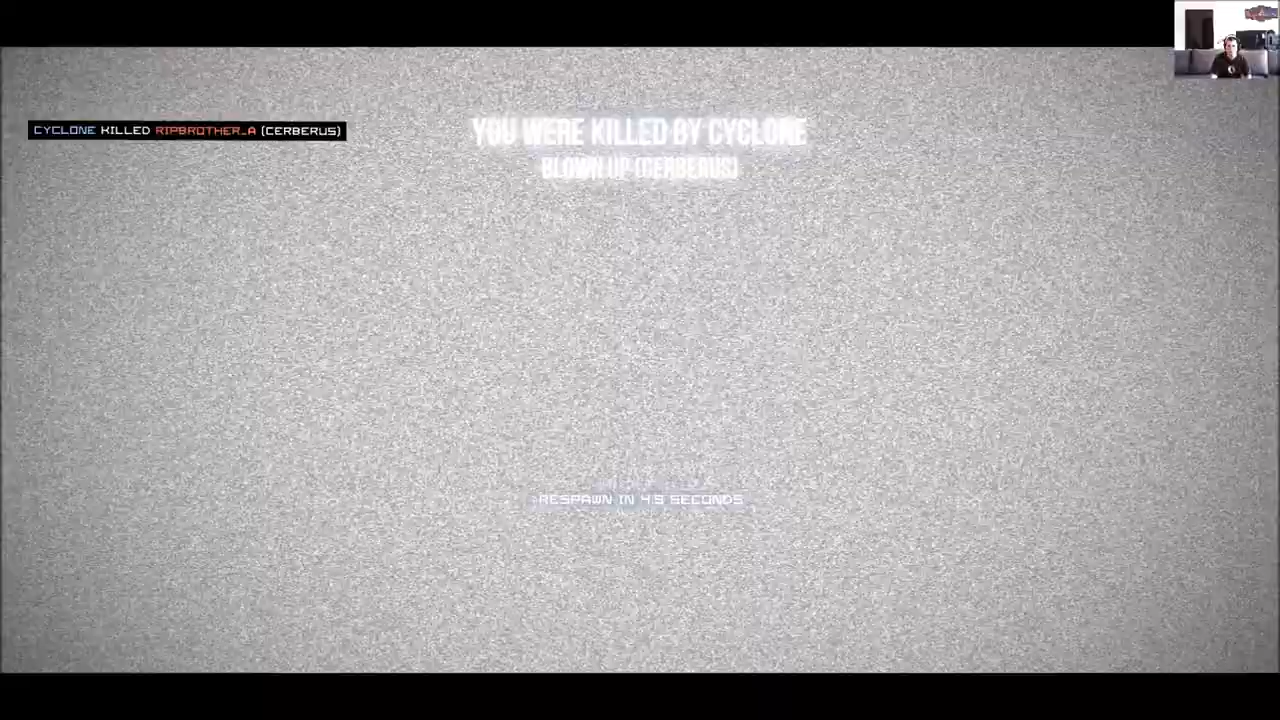 CYCLONE KILLED RIPBROTHER_A (CERBERUS)
YOU WERE KILLED BY CYCLONE
BLOWN UP (CERBERUS)
RESPAWN IN 4.5 SECONDS